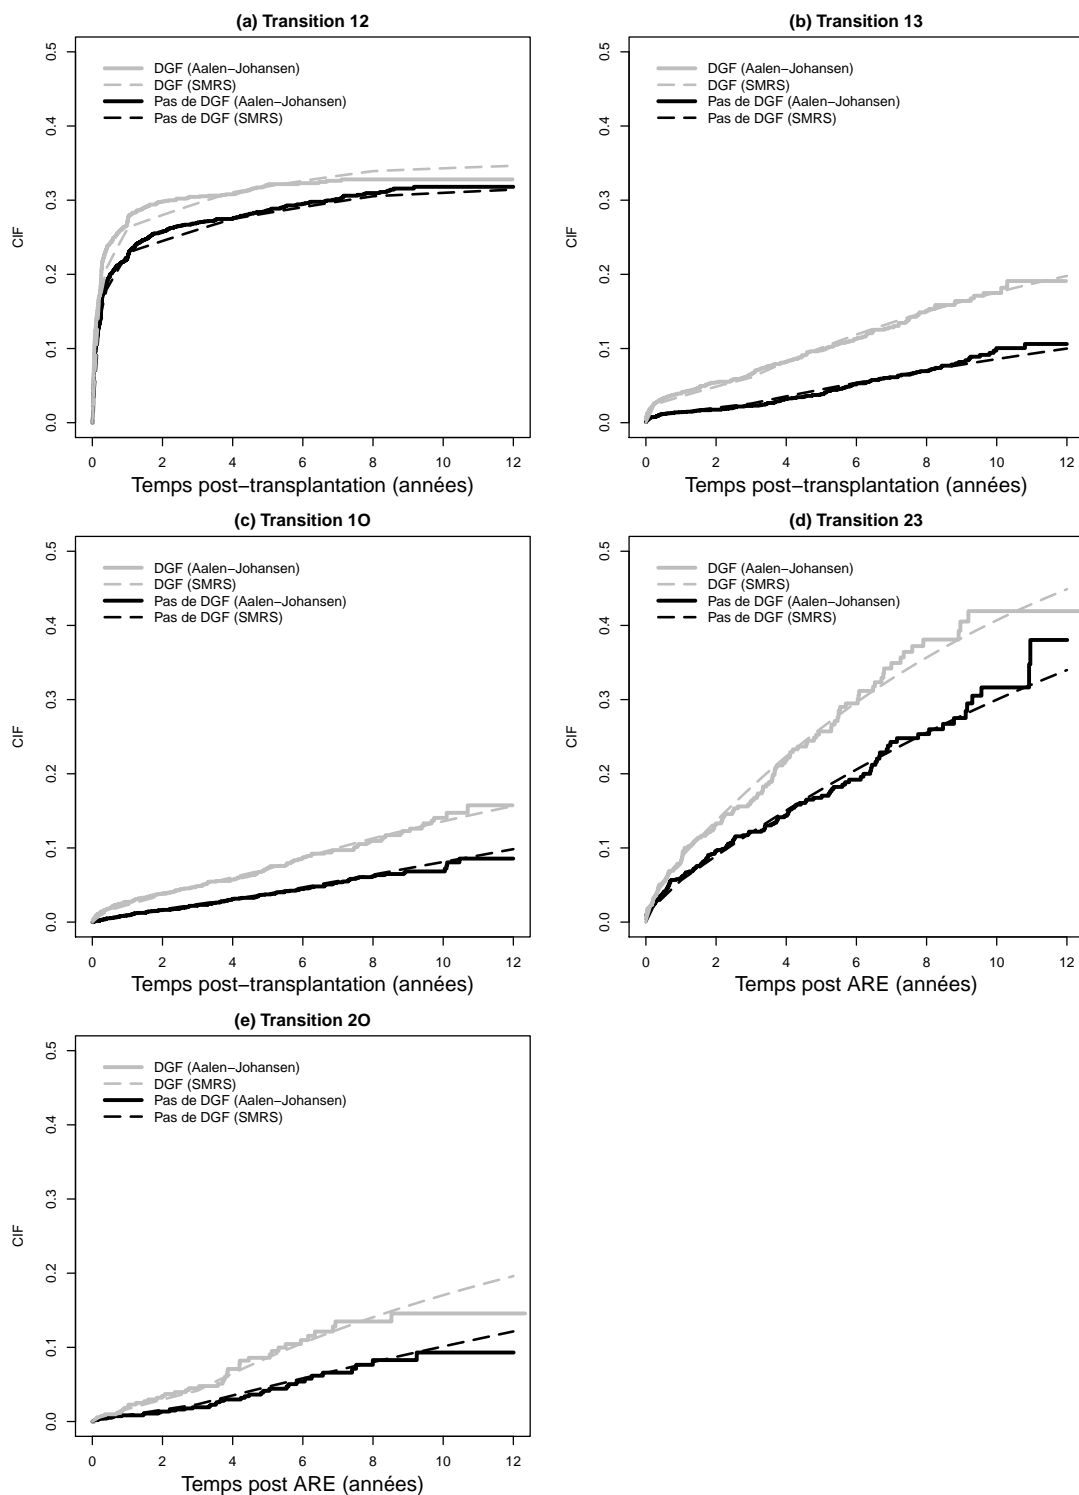 (a) Transition 12
0.5
0.4
0.3
0.2
0.1
0.0
CIF
DGF (Aalen−Johansen)
DGF (SMRS)
Pas de DGF (Aalen−Johansen)
Pas de DGF (SMRS)
0 2 4 6 8 10 12
Temps post−transplantation (années)
(b) Transition 13
0.5
0.4
0.3
0.2
0.1
0.0
CIF
DGF (Aalen−Johansen)
DGF (SMRS)
Pas de DGF (Aalen−Johansen)
Pas de DGF (SMRS)
0 2 4 6 8 10 12
Temps post−transplantation (années)
(c) Transition 1O
0.5
0.4
0.3
0.2
0.1
0.0
CIF
DGF (Aalen−Johansen)
DGF (SMRS)
Pas de DGF (Aalen−Johansen)
Pas de DGF (SMRS)
0 2 4 6 8 10 12
Temps post−transplantation (années)
(d) Transition 23
0.5
0.4
0.3
0.2
0.1
0.0
CIF
DGF (Aalen−Johansen)
DGF (SMRS)
Pas de DGF (Aalen−Johansen)
Pas de DGF (SMRS)
0 2 4 6 8 10 12
Temps post ARE (années)
(e) Transition 2O
0.5
0.4
0.3
0.2
0.1
0.0
CIF
DGF (Aalen−Johansen)
DGF (SMRS)
Pas de DGF (Aalen−Johansen)
Pas de DGF (SMRS)
0 2 4 6 8 10 12
Temps post ARE (années)